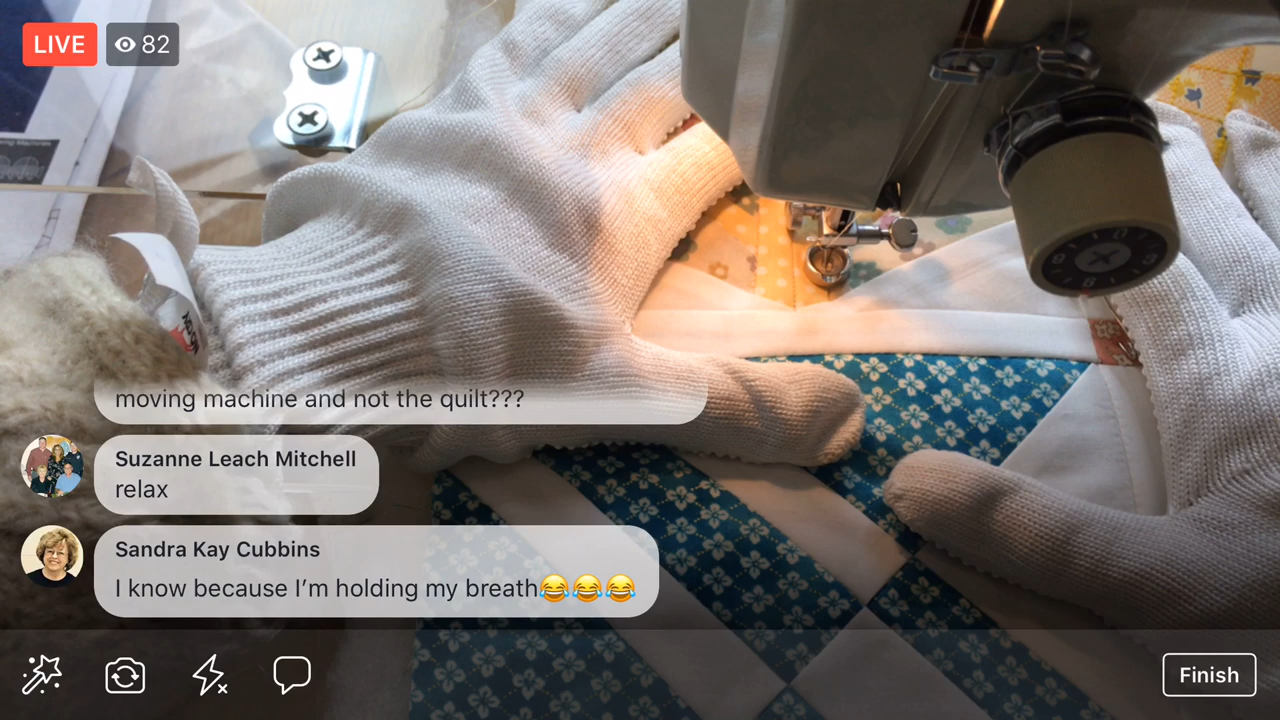 LIVE
82
moving machine and not the quilt???
Suzanne Leach Mitchell
relax
Sandra Kay Cubbins
I know because I’m holding my breath😂😂😂
Finish